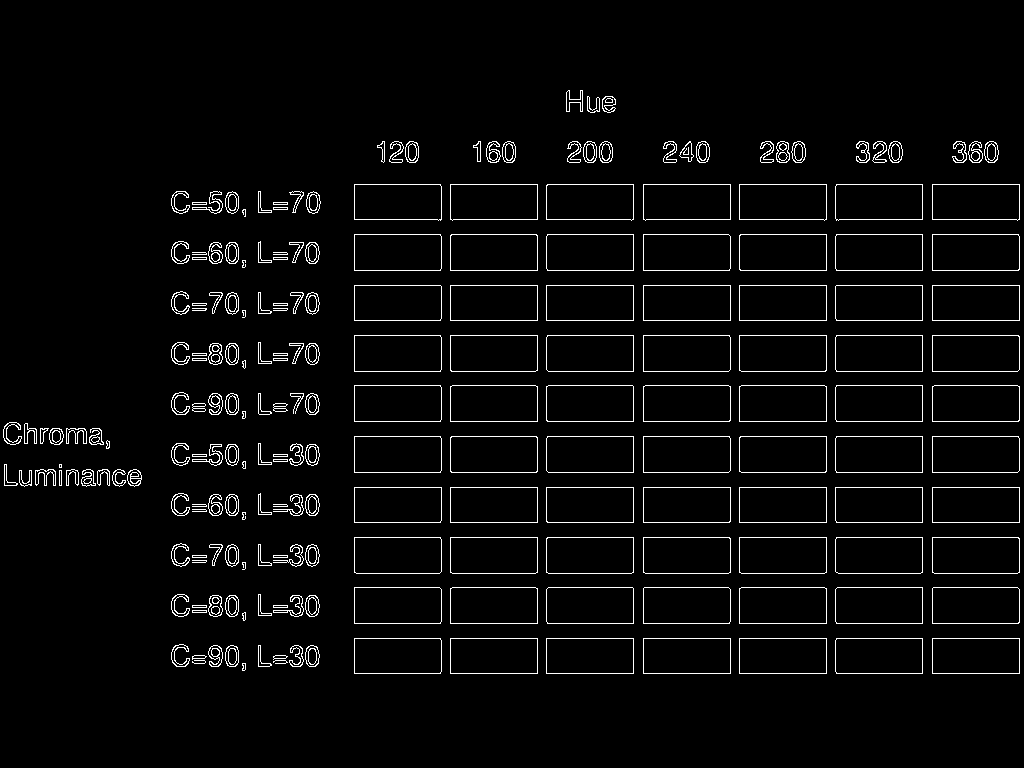 Hue
120 160 200 240 280 320 360
C=50, L=70
C=60, L=70
C=70, L=70
C=80, L=70
C=90, L=70
Chroma,
Luminance
C=50, L=30
C=60, L=30
C=70, L=30
C=80, L=30
C=90, L=30